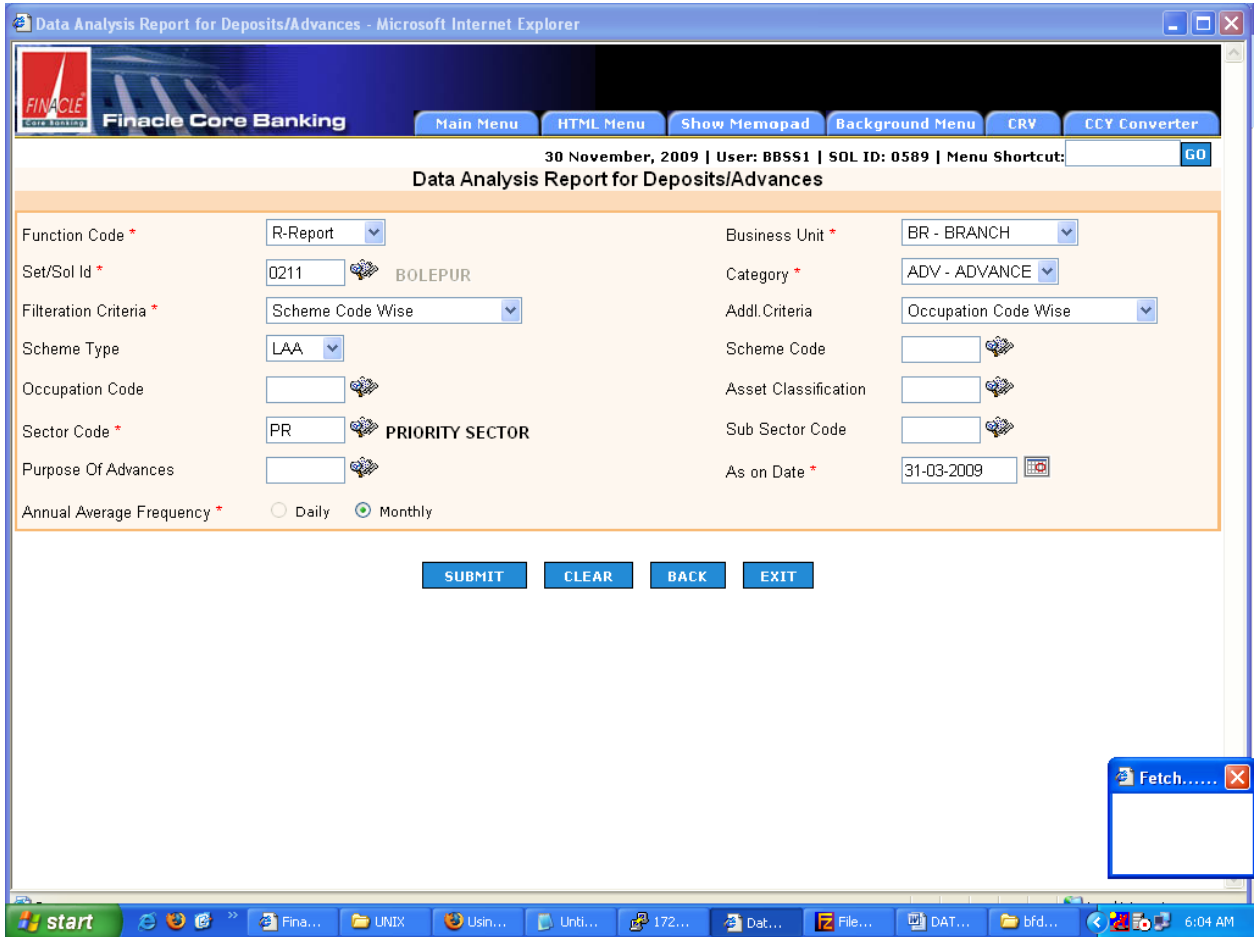 Data Analysis Report for Deposits/Advances - Microsoft Internet Explorer
FINACLE
Core Banking
Finacle Core Banking
Main Menu HTML Menu Show Memopad Background Menu CRV CCY Converter
30 November, 2009 | User: BBSS1 | SOL ID: 0589 | Menu Shortcut: GO
Data Analysis Report for Deposits/Advances
Function Code * R-Report Business Unit * BR - BRANCH
Set/Sol Id * 0211 BOLEPUR Category * ADV - ADVANCE
Filteration Criteria * Scheme Code Wise Addl.Criteria Occupation Code Wise
Scheme Type LAA Scheme Code
Occupation Code Asset Classification
Sector Code * PR PRIORITY SECTOR Sub Sector Code
Purpose Of Advances As on Date * 31-03-2009
Annual Average Frequency * Daily Monthly
SUBMIT CLEAR BACK EXIT
Fetch......
start Fina... UNIX Usin... Unti... 172... Dat... File... DAT... bfd... 6:04 AM